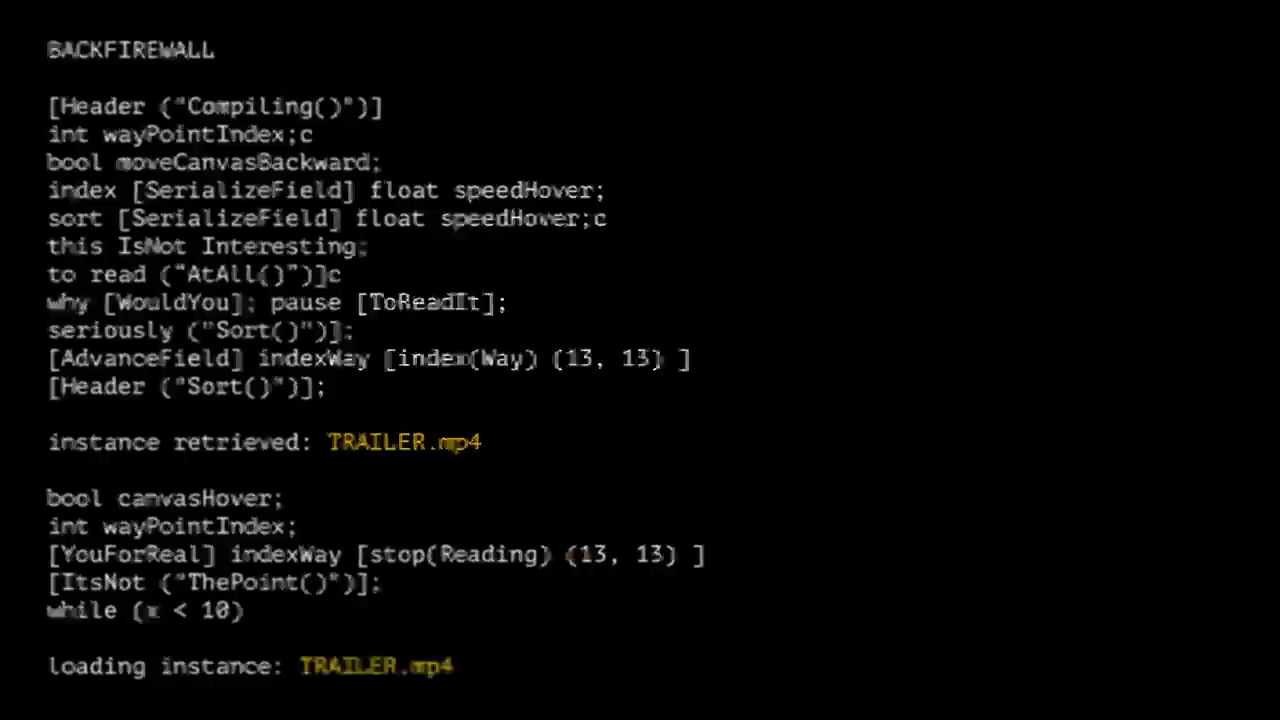 BACKFIREWALL
[Header ("Compiling()")]
int wayPointIndex;c
bool moveCanvasBackward;
index [SerializeField] float speedHover;
sort [SerializeField] float speedHover;c
this IsNot Interesting;
to read ("AtAll()")]c
why [WouldYou]; pause [ToReadIt];
seriously ("Sort()")];
[AdvanceField] indexWay [index(Way) (13, 13) ]
[Header ("Sort()")];
instance retrieved: TRAILER.mp4
bool canvasHover;
int wayPointIndex;
[YouForReal] indexWay [stop(Reading) (13, 13) ]
[ItsNot ("ThePoint()")];
while (x < 10)
loading instance: TRAILER.mp4